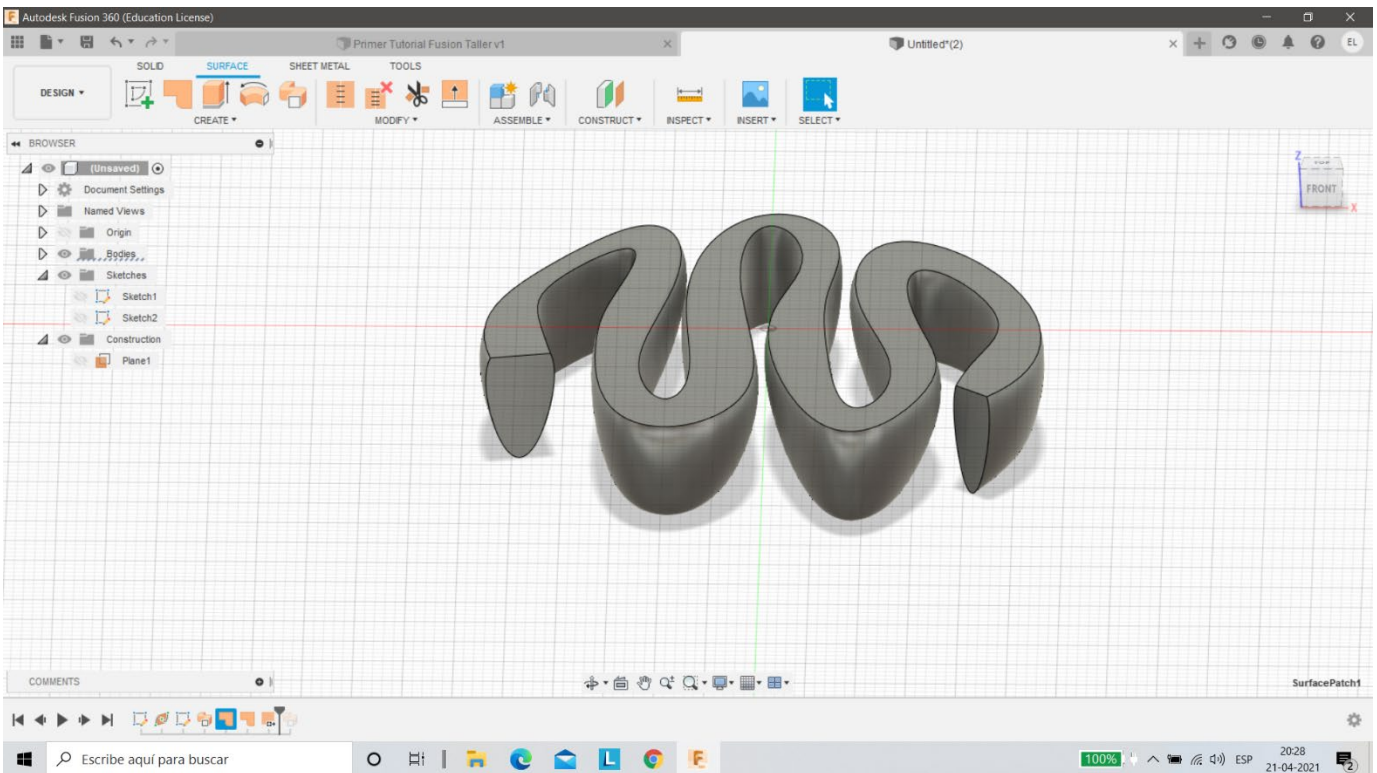 Autodesk Fusion 360 (Education License)
Primer Tutorial Fusion Taller v1
Untitled*(2)
EL
SOLID SURFACE SHEET METAL TOOLS
DESIGN
CREATE MODIFY ASSEMBLE CONSTRUCT INSPECT INSERT SELECT
BROWSER
(Unsaved)
Document Settings
Named Views
Origin
Bodies
Sketches
Sketch1
Sketch2
Construction
Plane1
Z
TOP
FRONT
X
COMMENTS
SurfacePatch1
Escribe aquí para buscar
L
F
100%
ESP
20:28
21-04-2021
2